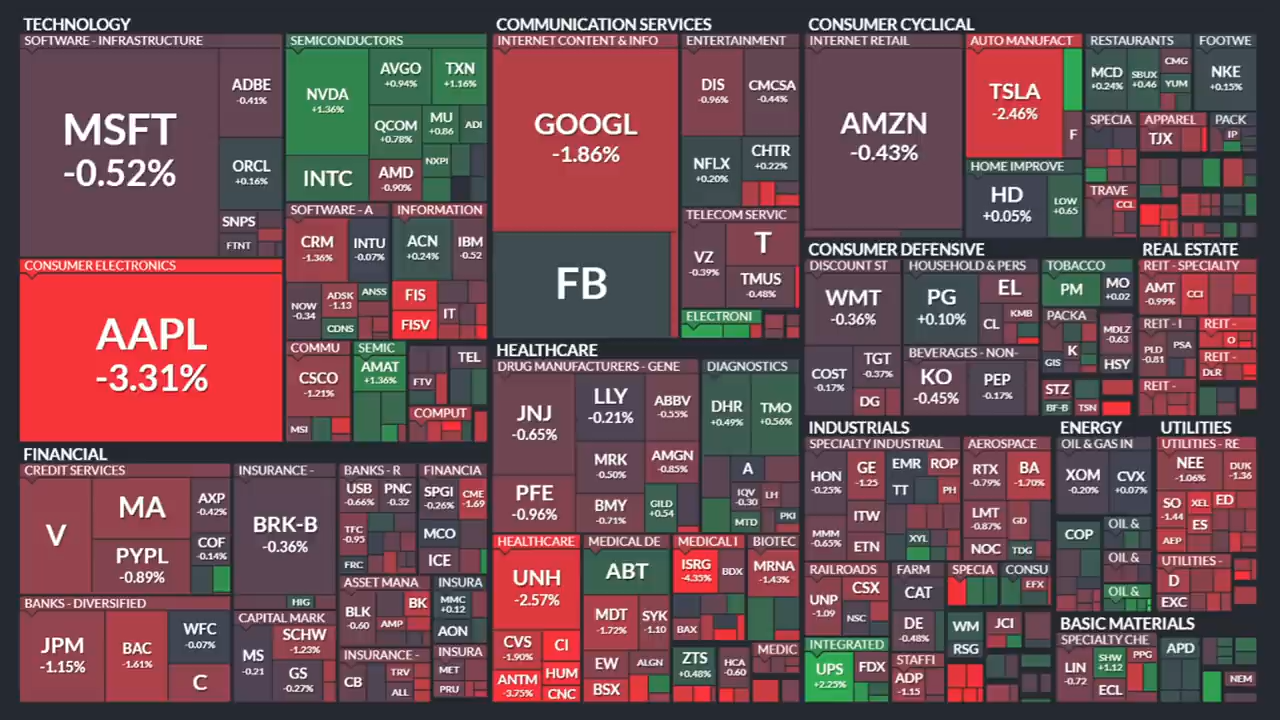 TECHNOLOGY
SOFTWARE - INFRASTRUCTURE
MSFT
-0.52%
ADBE
-0.41%
ORCL
+0.16%
SNPS
FTNT
SEMICONDUCTORS
NVDA
+1.36%
AVGO
+0.94%
TXN
+1.16%
QCOM
+0.78%
MU
+0.86
ADI
INTC
AMD
-0.90%
NXPI
CONSUMER ELECTRONICS
AAPL
-3.31%
SOFTWARE - A
CRM
-1.36%
INTU
-0.07%
NOW
-0.34
ADSK
-1.13
ANSS
CDNS
INFORMATION
ACN
+0.24%
IBM
-0.52
FIS
FISV
IT
COMMU
CSCO
-1.21%
MSI
SEMIC
AMAT
+1.36%
TEL
FTV
COMPUT
COMMUNICATION SERVICES
INTERNET CONTENT & INFO
GOOGL
-1.86%
FB
ENTERTAINMENT
DIS
-0.96%
CMCSA
-0.44%
NFLX
+0.20%
CHTR
+0.22%
TELECOM SERVIC
VZ
-0.39%
T
TMUS
-0.48%
ELECTRONI
CONSUMER CYCLICAL
INTERNET RETAIL
AMZN
-0.43%
AUTO MANUFACT
TSLA
-2.46%
F
HOME IMPROVE
HD
+0.05%
LOW
+0.65
RESTAURANTS
MCD
+0.24%
SBUX
+0.46
CMG
YUM
FOOTWE
NKE
+0.15%
SPECIA
APPAREL
TJX
PACK
IP
TRAVE
CCL
CONSUMER DEFENSIVE
DISCOUNT ST
WMT
-0.36%
COST
-0.17%
TGT
-0.37%
DG
HOUSEHOLD & PERS
PG
+0.10%
EL
CL
KMB
BEVERAGES - NON-
KO
-0.45%
PEP
-0.17%
TOBACCO
PM
MO
+0.02
PACKA
K
GIS
MDLZ
-0.63
HSY
STZ
BF-B
TSN
REAL ESTATE
REIT - SPECIALTY
AMT
-0.99%
CCI
REIT - I
PLD
-0.81
PSA
REIT -
O
REIT -
DLR
REIT -
FINANCIAL
CREDIT SERVICES
V
MA
PYPL
-0.89%
AXP
-0.42%
COF
-0.14%
BANKS - DIVERSIFIED
JPM
-1.15%
BAC
-1.61%
WFC
-0.07%
C
INSURANCE -
BRK-B
-0.36%
HIG
CAPITAL MARK
MS
-0.21
SCHW
-1.23%
GS
-0.27%
BANKS - R
USB
-0.66%
PNC
-0.32
TFC
-0.95
FRC
FINANCIA
SPGI
-0.26%
CME
-1.69
MCO
ICE
ASSET MANA
BLK
-0.60
BK
AMP
INSURA
MMC
+0.12
AON
INSURANCE -
CB
TRV
ALL
INSURA
MET
PRU
HEALTHCARE
DRUG MANUFACTURERS - GENE
JNJ
-0.65%
LLY
-0.21%
ABBV
-0.55%
MRK
-0.50%
AMGN
-0.85%
PFE
-0.96%
BMY
-0.71%
GILD
+0.54
DIAGNOSTICS
DHR
+0.49%
TMO
+0.56%
A
IQV
-0.30
LH
MTD
PKI
HEALTHCARE
UNH
-2.57%
CVS
-1.90%
CI
ANTM
-3.75%
HUM
CNC
MEDICAL DE
ABT
MDT
-1.72%
SYK
-1.10
EW
ALGN
BSX
MEDICAL I
ISRG
-4.35%
BDX
BAX
BIOTEC
MRNA
-1.43%
ZTS
+0.48%
HCA
-0.60
MEDIC
INDUSTRIALS
SPECIALTY INDUSTRIAL
HON
-0.25%
GE
-1.25
EMR
ROP
TT
PH
ITW
MMM
-0.65%
ETN
XYL
AEROSPACE
RTX
-0.79%
BA
-1.70%
LMT
-0.87%
GD
NOC
TDG
RAILROADS
UNP
-1.09
CSX
NSC
FARM
CAT
DE
-0.48%
SPECIA
CONSU
EFX
INTEGRATED
UPS
+2.25%
FDX
STAFFI
ADP
-1.15
WM
RSG
JCI
ENERGY
OIL & GAS IN
XOM
-0.20%
CVX
+0.07%
COP
OIL &
OIL &
OIL &
UTILITIES
UTILITIES - RE
NEE
-1.06%
DUK
-1.36
SO
-1.44
XEL
ED
ES
AEP
UTILITIES -
D
EXC
BASIC MATERIALS
SPECIALTY CHE
LIN
-0.72
SHW
+1.12
PPG
ECL
APD
NEM